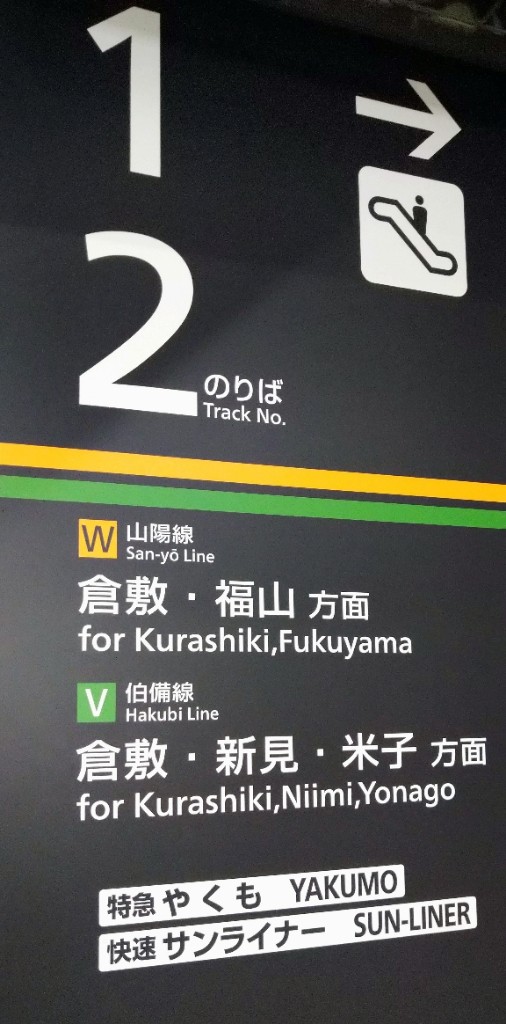 1
2 のりば
Track No.
W 山陽線
San-yō Line
倉敷・福山 方面
for Kurashiki,Fukuyama
V 伯備線
Hakubi Line
倉敷・新見・米子 方面
for Kurashiki,Niimi,Yonago
特急 やくも YAKUMO
快速 サンライナー SUN-LINER